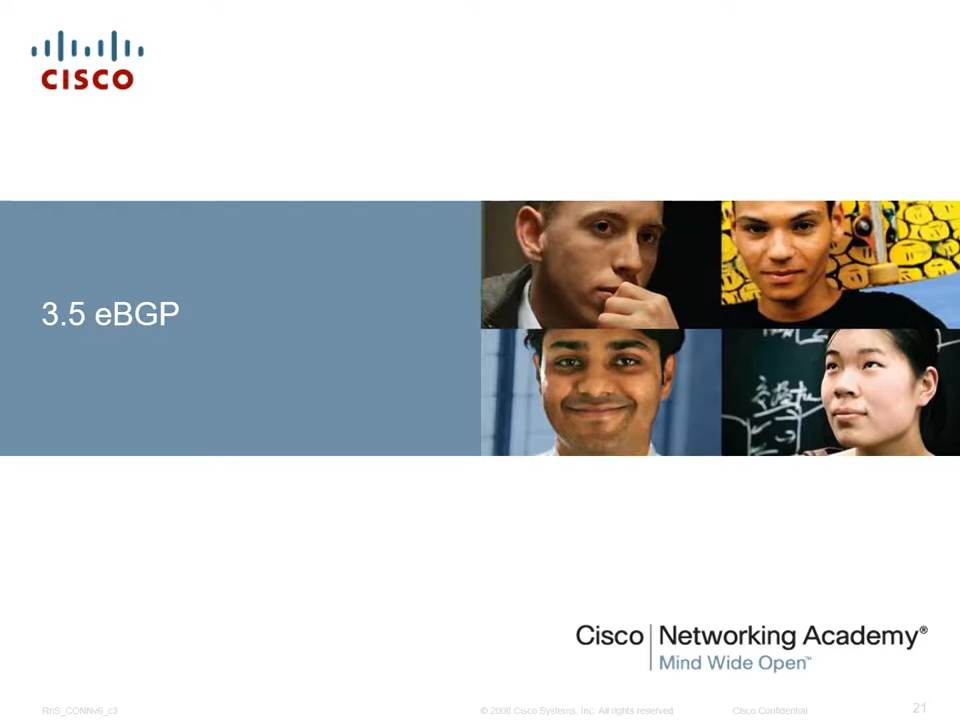 CISCO
3.5 eBGP
Cisco Networking Academy®
Mind Wide Open™
RnS_CONNv6_c3
© 2008 Cisco Systems, Inc. All rights reserved.
Cisco Confidential
21